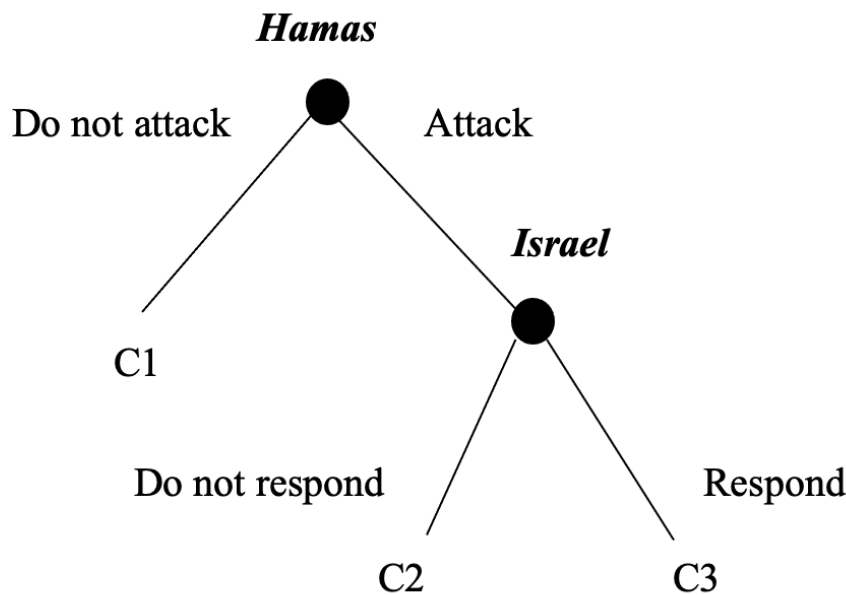 Hamas
Do not attack
Attack
Israel
C1
Do not respond
Respond
C2
C3